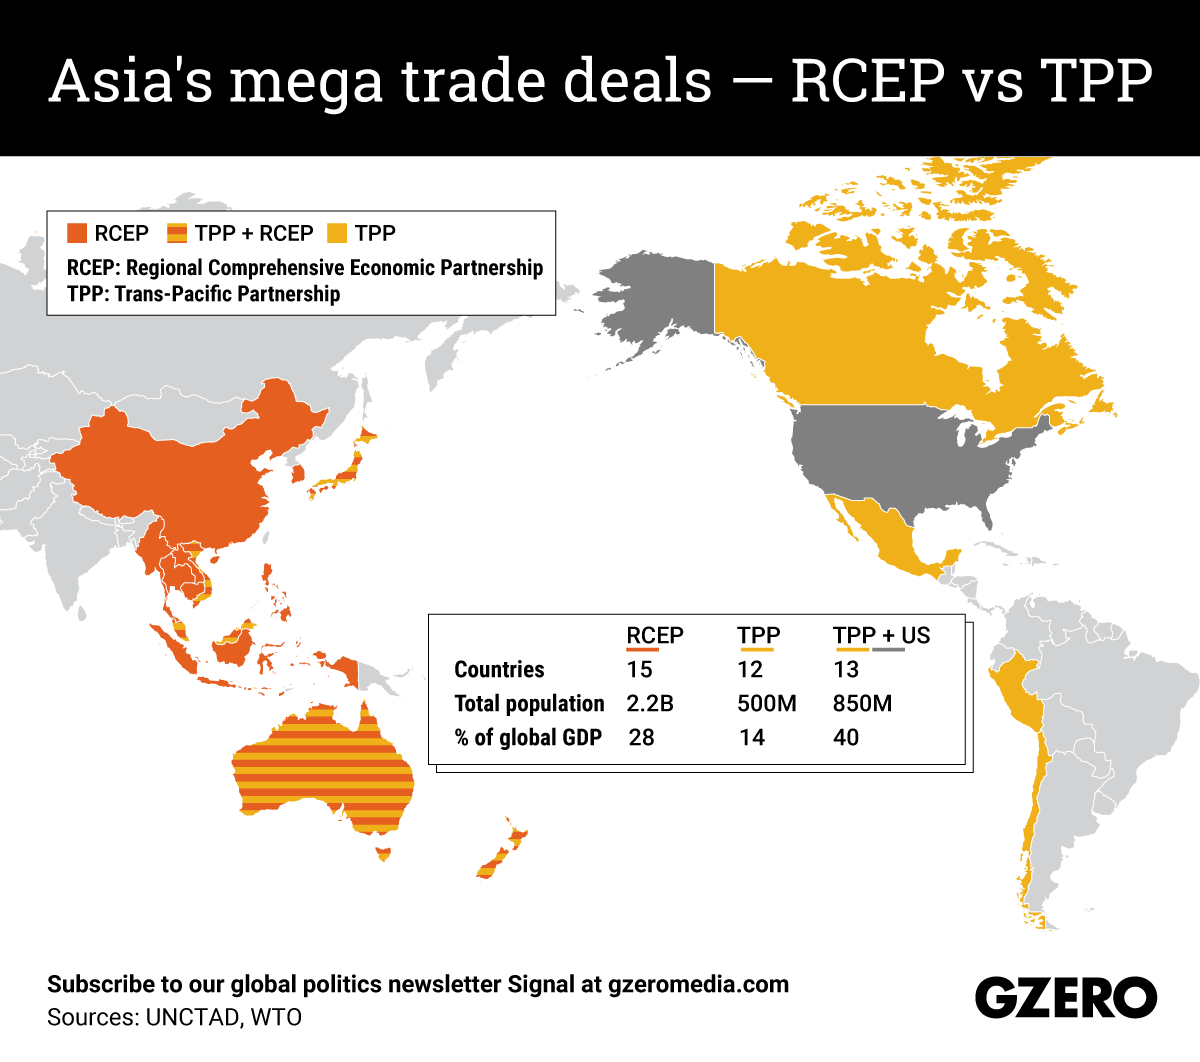 Asia's mega trade deals — RCEP vs TPP
RCEP TPP + RCEP TPP
RCEP: Regional Comprehensive Economic Partnership
TPP: Trans-Pacific Partnership
RCEP TPP TPP + US
Countries 15 12 13
Total population 2.2B 500M 850M
% of global GDP 28 14 40
Subscribe to our global politics newsletter Signal at gzeromedia.com
Sources: UNCTAD, WTO
GZERO